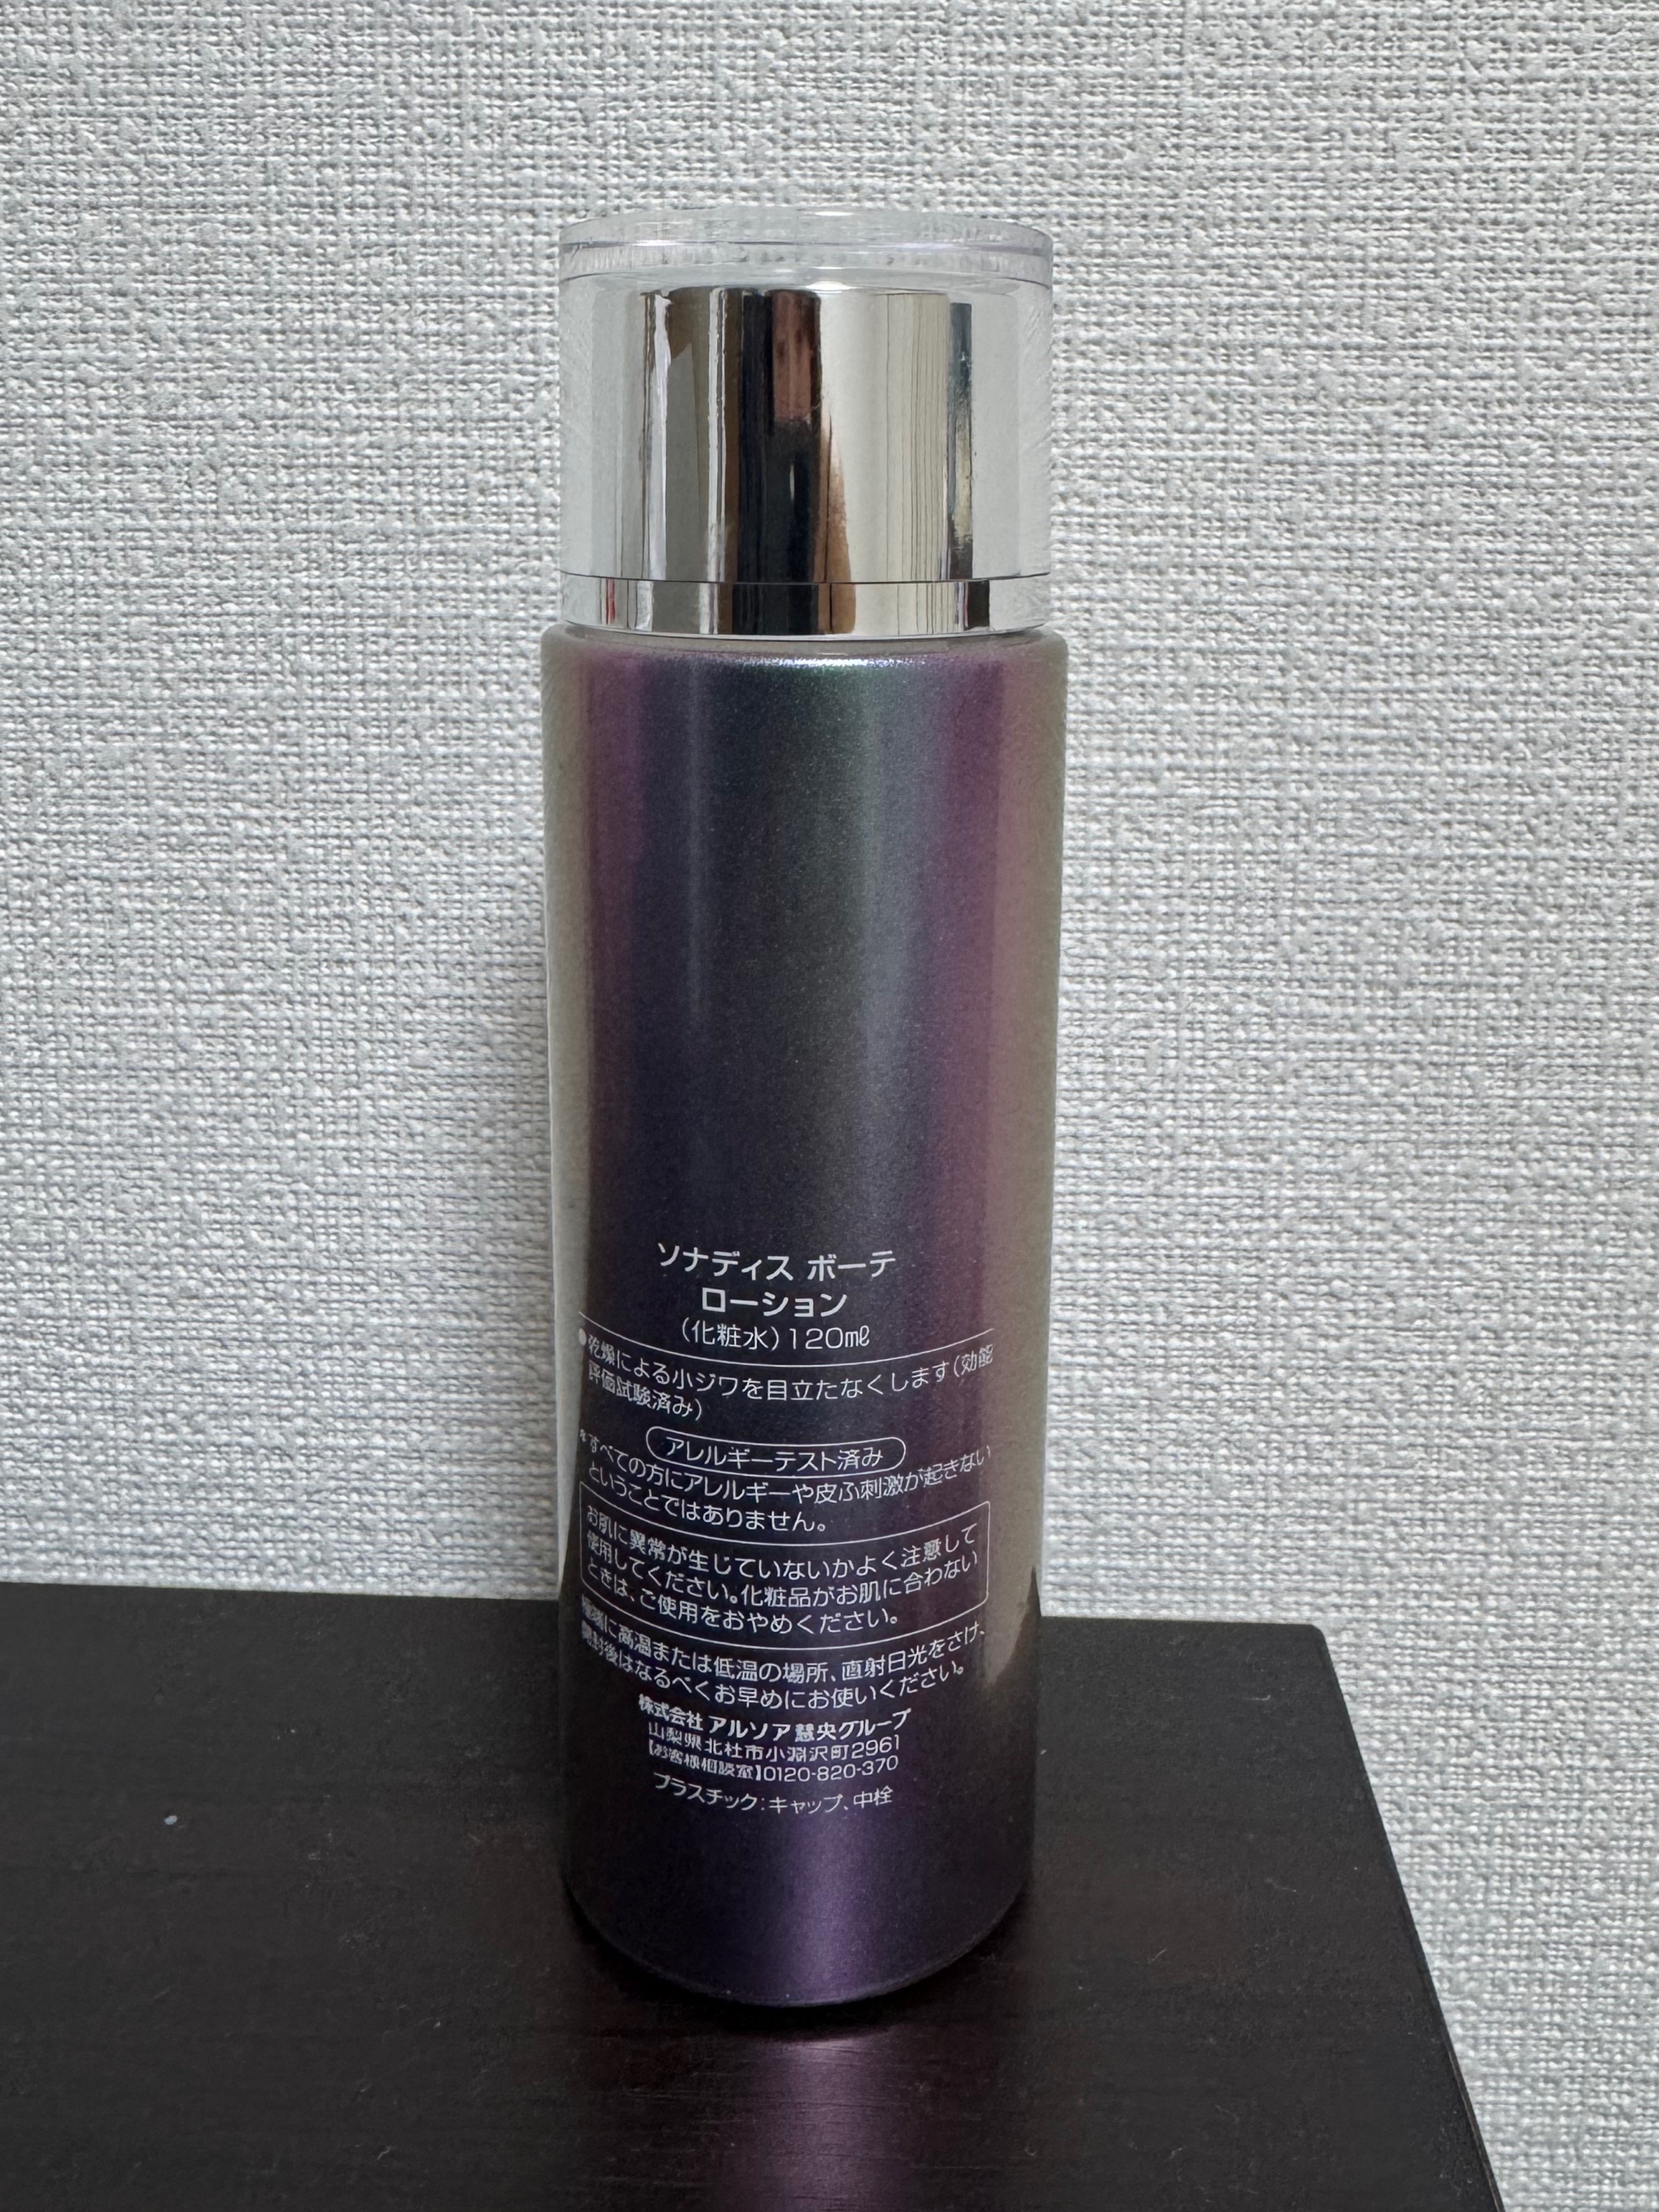 ソナディス ボーテ
ローション
(化粧水)120㎖
●乾燥による小ジワを目立たなくします(効能
評価試験済み)
アレルギーテスト済み
*すべての方にアレルギーや皮ふ刺激が起きない
ということではありません。
お肌に異常が生じていないかよく注意して
使用してください。化粧品がお肌に合わない
ときは、ご使用をおやめください。
極端に高温または低温の場所、直射日光をさけ、
開封後はなるべくお早めにお使いください。
株式会社 アルソア慧央グループ
山梨県北杜市小淵沢町2961
【お客様相談室】0120-820-370
プラスチック:キャップ、中栓